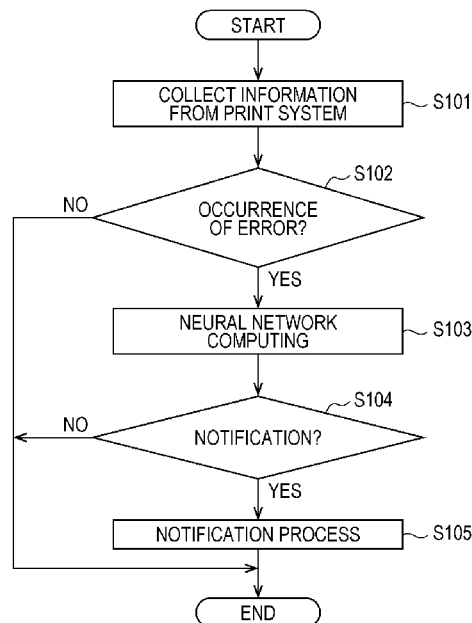 START
COLLECT INFORMATION
FROM PRINT SYSTEM
S101
S102
NO
OCCURRENCE
OF ERROR?
YES
NEURAL NETWORK
COMPUTING
S103
S104
NO
NOTIFICATION?
YES
NOTIFICATION PROCESS
S105
END